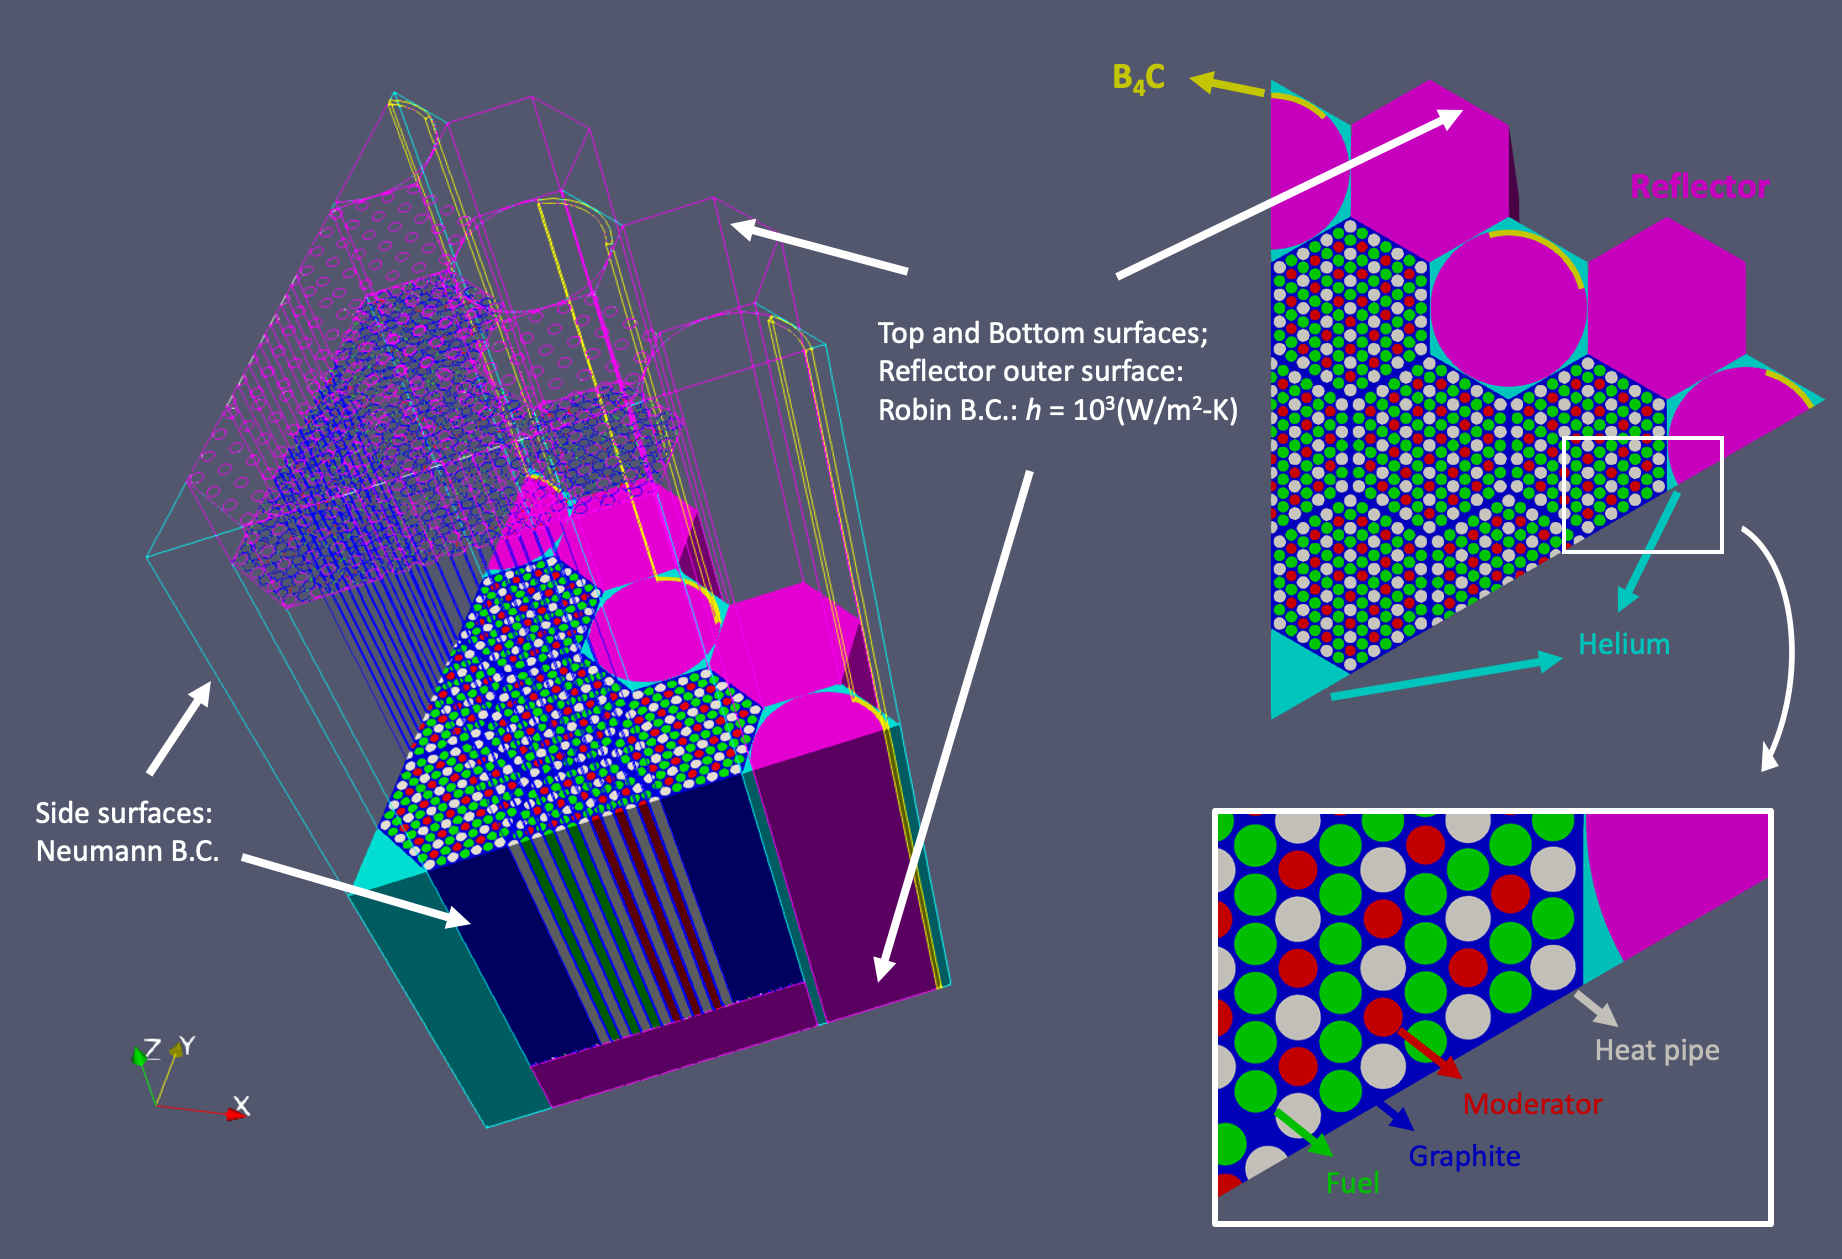 B₄C
Reflector
Top and Bottom surfaces;
Reflector outer surface:
Robin B.C.: h = 10³(W/m²-K)
Helium
Side surfaces:
Neumann B.C.
Z Y
X
Heat pipe
Moderator
Graphite
Fuel